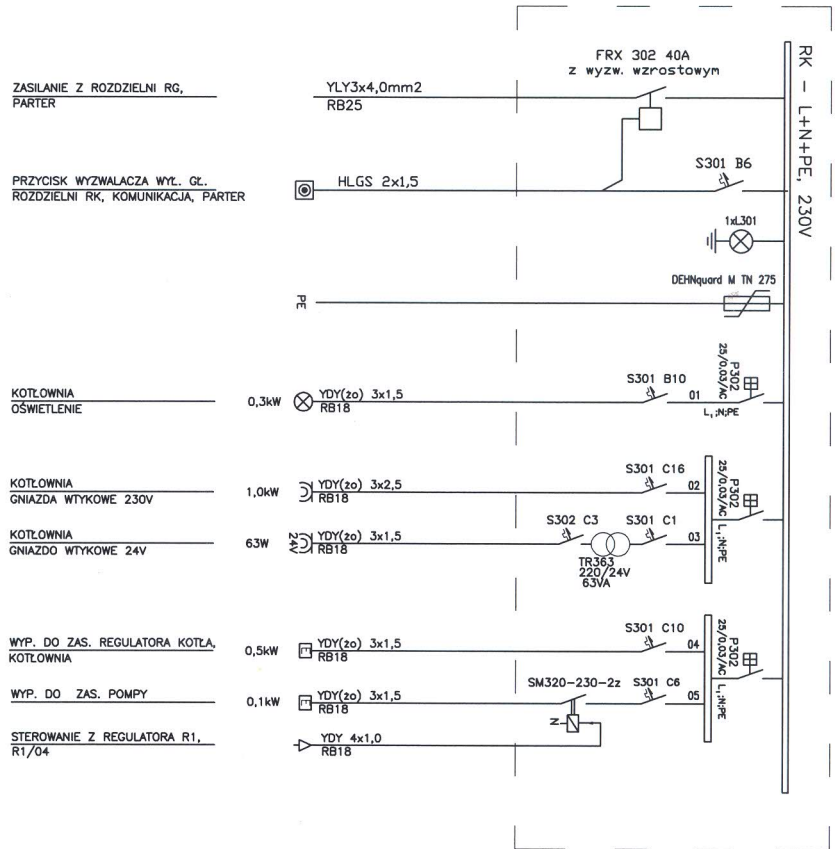 RK - L+N+PE, 230V
FRX 302 40A
z wyzw. wzrostowym
ZASILANIE Z ROZDZIELNI RG,
PARTER
YLY3x4,0mm2
RB25
PRZYCISK WYZWALACZA WYŁ. GŁ.
ROZDZIELNI RK, KOMUNIKACJA, PARTER
HLGS 2x1,5
S301 B6
1xL301
DEHNguard M TN 275
PE
KOTŁOWNIA
OŚWIETLENIE
0,3kW
YDY(żo) 3x1,5
RB18
S301 B10
01
P302
25/0,03/AC
L,;N;PE
KOTŁOWNIA
GNIAZDA WTYKOWE 230V
1,0kW
YDY(żo) 3x2,5
RB18
S301 C16
02
P302
25/0,03/AC
L,;N;PE
KOTŁOWNIA
GNIAZDO WTYKOWE 24V
63W
24V
YDY(żo) 3x1,5
RB18
S302 C3
TR363
220/24V
63VA
S301 C1
03
WYP. DO ZAS. REGULATORA KOTŁA,
KOTŁOWNIA
0,5kW
YDY(żo) 3x1,5
RB18
S301 C10
04
P302
25/0,03/AC
L,;N;PE
WYP. DO ZAS. POMPY
0,1kW
YDY(żo) 3x1,5
RB18
SM320-230-2z
N
S301 C6
05
STEROWANIE Z REGULATORA R1,
R1/04
YDY 4x1,0
RB18